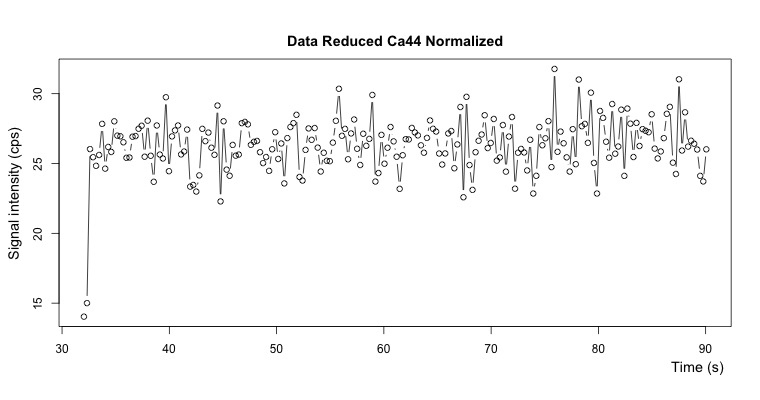 Data Reduced Ca44 Normalized
Signal intensity (cps)
30
25
20
15
30 40 50 60 70 80 90
Time (s)